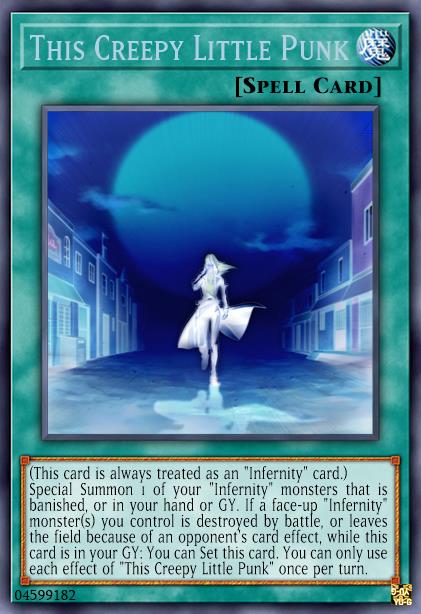 This Creepy Little Punk 魔
[Spell Card]
(This card is always treated as an "Infernity" card.)
Special Summon 1 of your "Infernity" monsters that is
banished, or in your hand or GY. If a face-up "Infernity"
monster(s) you control is destroyed by battle, or leaves
the field because of an opponent's card effect, while this
card is in your GY: You can Set this card. You can only use
each effect of "This Creepy Little Punk" once per turn.
04599182